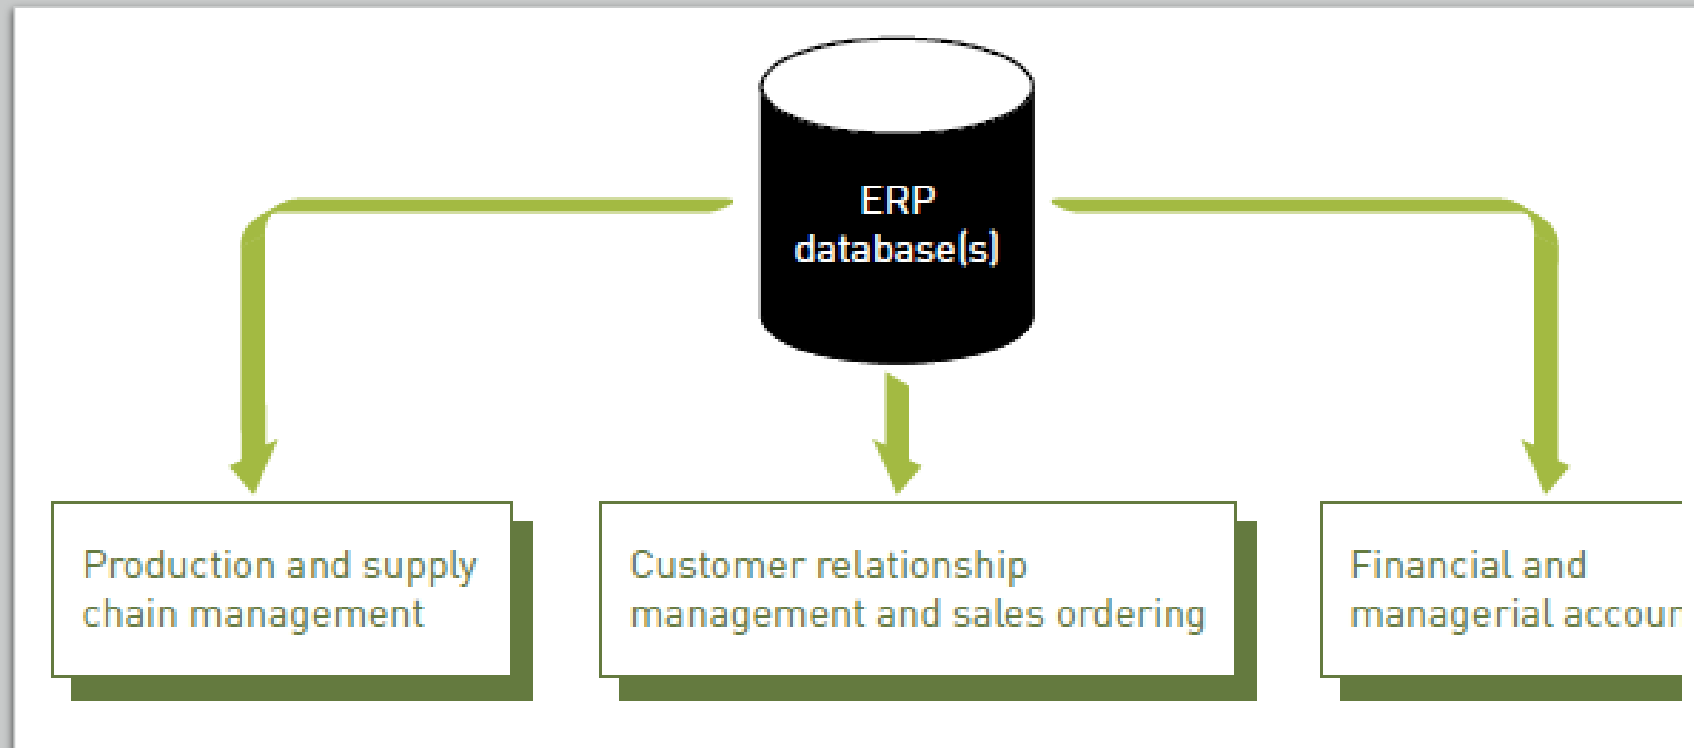 ERP
database(s)
Production and supply
chain management
Customer relationship
management and sales ordering
Financial and
managerial